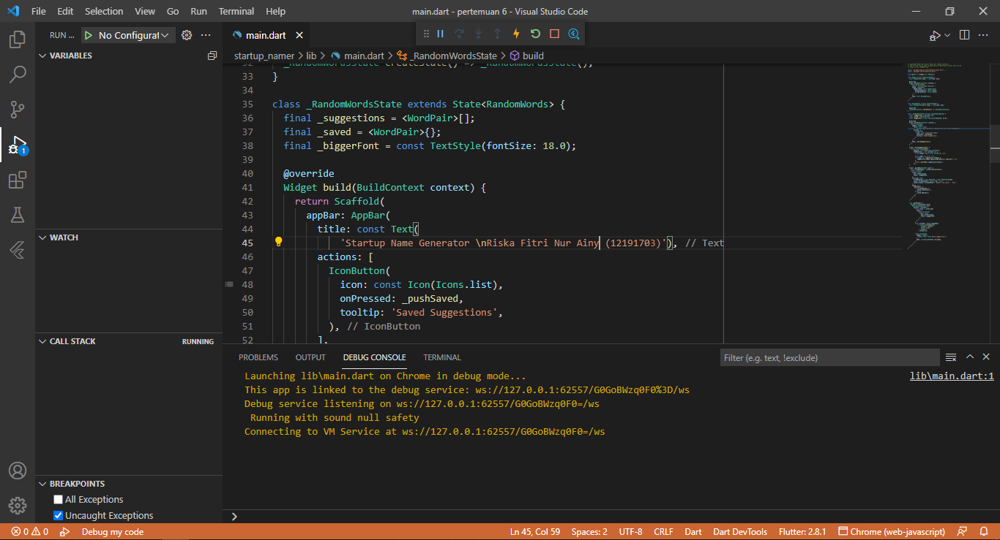 File Edit Selection View Go Run Terminal Help main.dart - pertemuan 6 - Visual Studio Code
RUN ... No Configurat
main.dart
startup_namer > lib > main.dart > _RandomWordsState > build
VARIABLES
32 _RandomWordsState createState() => _RandomWordsState();
33 }
34
35 class _RandomWordsState extends State<RandomWords> {
36 final _suggestions = <WordPair>[];
37 final _saved = <WordPair>{};
38 final _biggerFont = const TextStyle(fontSize: 18.0);
39
40 @override
41 Widget build(BuildContext context) {
42 return Scaffold(
43 appBar: AppBar(
44 title: const Text(
45 'Startup Name Generator \nRiska Fitri Nur Ainy (12191703)'), // Text
46 actions: [
47 IconButton(
48 icon: const Icon(Icons.list),
49 onPressed: _pushSaved,
50 tooltip: 'Saved Suggestions',
51 ), // IconButton
52 ],
1
WATCH
CALL STACK RUNNING
BREAKPOINTS
All Exceptions
Uncaught Exceptions
PROBLEMS OUTPUT DEBUG CONSOLE TERMINAL Filter (e.g. text, !exclude)
Launching lib\main.dart on Chrome in debug mode... lib\main.dart:1
This app is linked to the debug service: ws://127.0.0.1:62557/G0GoBWzq0F0%3D/ws
Debug service listening on ws://127.0.0.1:62557/G0GoBWzq0F0=/ws
Running with sound null safety
Connecting to VM Service at ws://127.0.0.1:62557/G0GoBWzq0F0=/ws
0 0 Debug my code Ln 45, Col 59 Spaces: 2 UTF-8 CRLF Dart Dart DevTools Flutter: 2.8.1 Chrome (web-javascript)